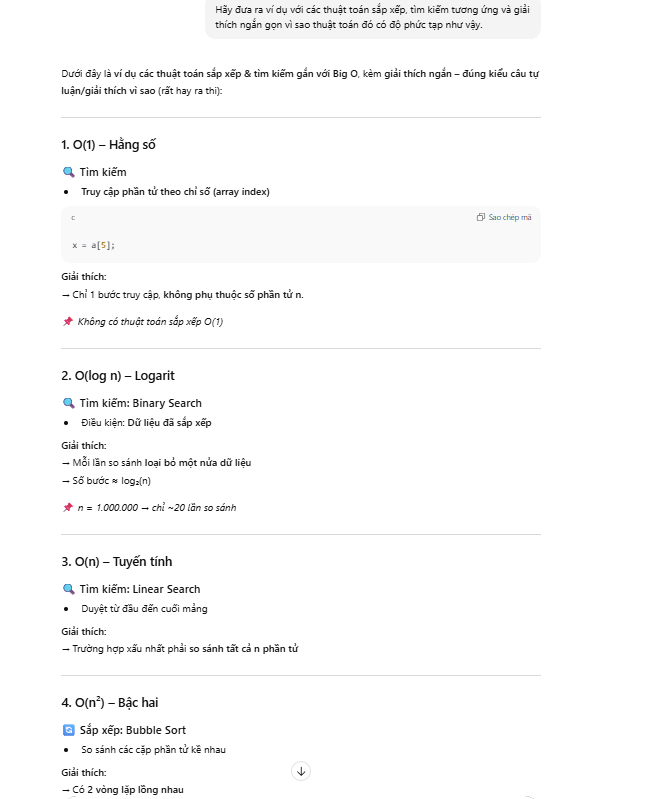 Hãy đưa ra ví dụ với các thuật toán sắp xếp, tìm kiếm tương ứng và giải
thích ngắn gọn vì sao thuật toán đó có độ phức tạp như vậy.
Dưới đây là ví dụ các thuật toán sắp xếp & tìm kiếm gắn với Big O, kèm giải thích ngắn – đúng kiểu câu tự
luận/giải thích vì sao (rất hay ra thi):
1. O(1) – Hằng số
🔍 Tìm kiếm
• Truy cập phần tử theo chỉ số (array index)
c
Sao chép mã
x = a[5];
Giải thích:
→ Chỉ 1 bước truy cập, không phụ thuộc số phần tử n.
📌 Không có thuật toán sắp xếp O(1)
2. O(log n) – Logarit
🔍 Tìm kiếm: Binary Search
• Điều kiện: Dữ liệu đã sắp xếp
Giải thích:
→ Mỗi lần so sánh loại bỏ một nửa dữ liệu
→ Số bước ≈ log₂(n)
📌 n = 1.000.000 → chỉ ~20 lần so sánh
3. O(n) – Tuyến tính
🔍 Tìm kiếm: Linear Search
• Duyệt từ đầu đến cuối mảng
Giải thích:
→ Trường hợp xấu nhất phải so sánh tất cả n phần tử
4. O(n²) – Bậc hai
🔄 Sắp xếp: Bubble Sort
• So sánh các cặp phần tử kề nhau
Giải thích:
→ Có 2 vòng lặp lồng nhau